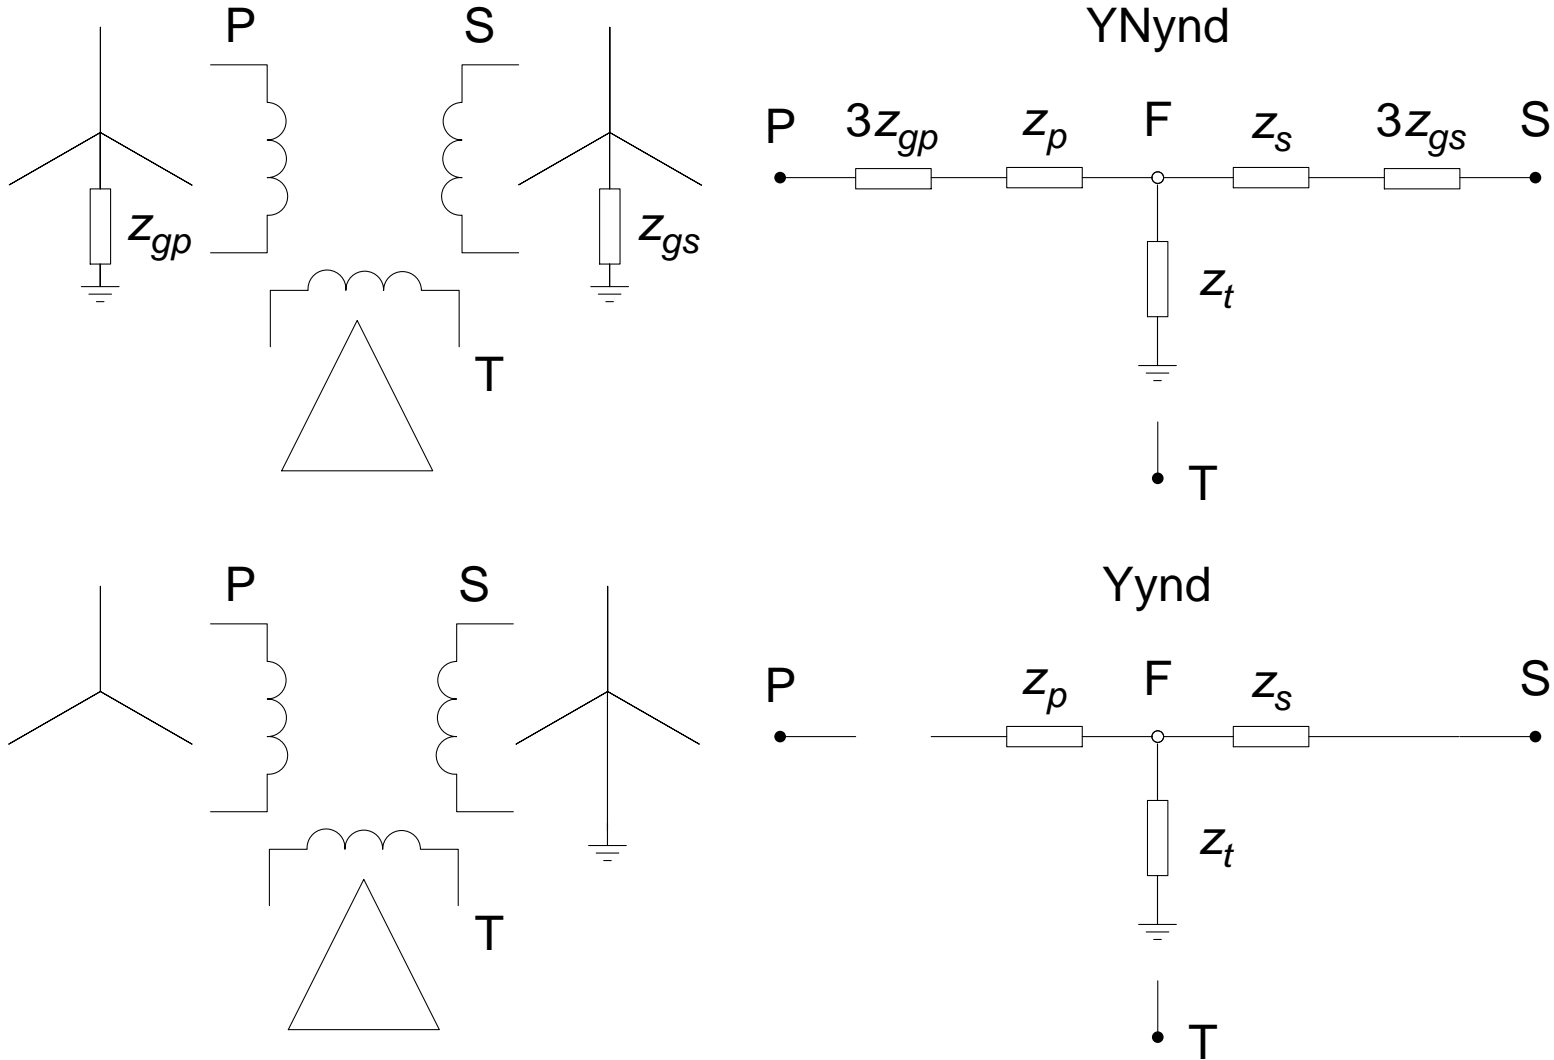 P S YNynd
P 3z_gp z_p F z_s 3z_gs S
z_gp z_gs
z_t
T
T
P S Yynd
P z_p F z_s S
z_t
T
T